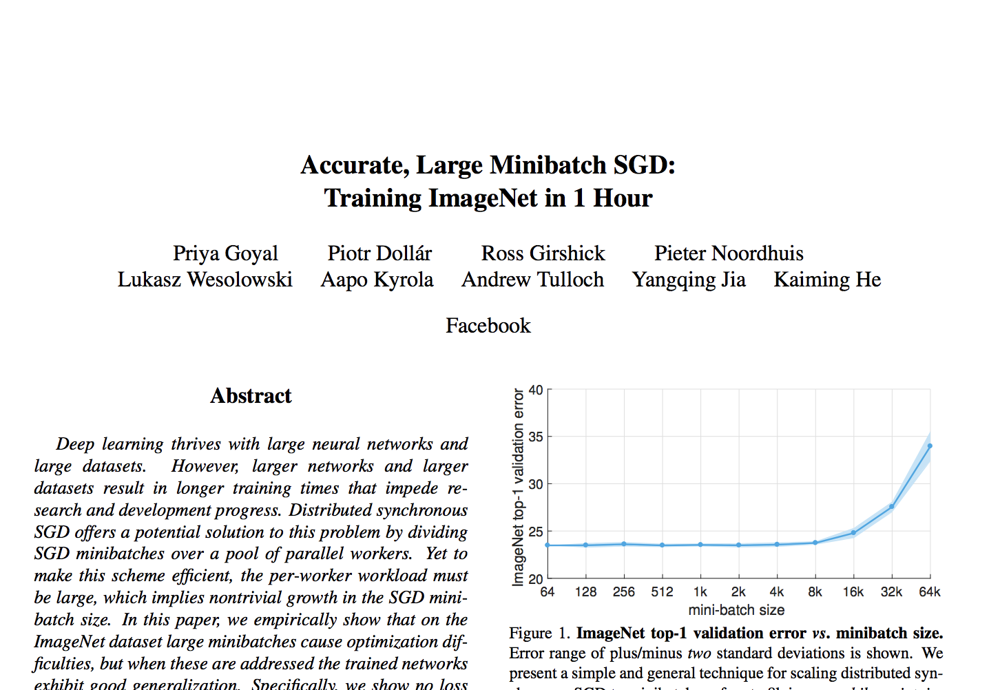 Accurate, Large Minibatch SGD:
Training ImageNet in 1 Hour
Priya Goyal Piotr Dollár Ross Girshick Pieter Noordhuis
Lukasz Wesolowski Aapo Kyrola Andrew Tulloch Yangqing Jia Kaiming He
Facebook
Abstract
Deep learning thrives with large neural networks and
large datasets. However, larger networks and larger
datasets result in longer training times that impede re-
search and development progress. Distributed synchronous
SGD offers a potential solution to this problem by dividing
SGD minibatches over a pool of parallel workers. Yet to
make this scheme efficient, the per-worker workload must
be large, which implies nontrivial growth in the SGD mini-
batch size. In this paper, we empirically show that on the
ImageNet dataset large minibatches cause optimization dif-
ficulties, but when these are addressed the trained networks
exhibit good generalization. Specifically, we show no loss
ImageNet top-1 validation error
40
35
30
25
20
64 128 256 512 1k 2k 4k 8k 16k 32k 64k
mini-batch size
Figure 1. ImageNet top-1 validation error vs. minibatch size.
Error range of plus/minus two standard deviations is shown. We
present a simple and general technique for scaling distributed syn-